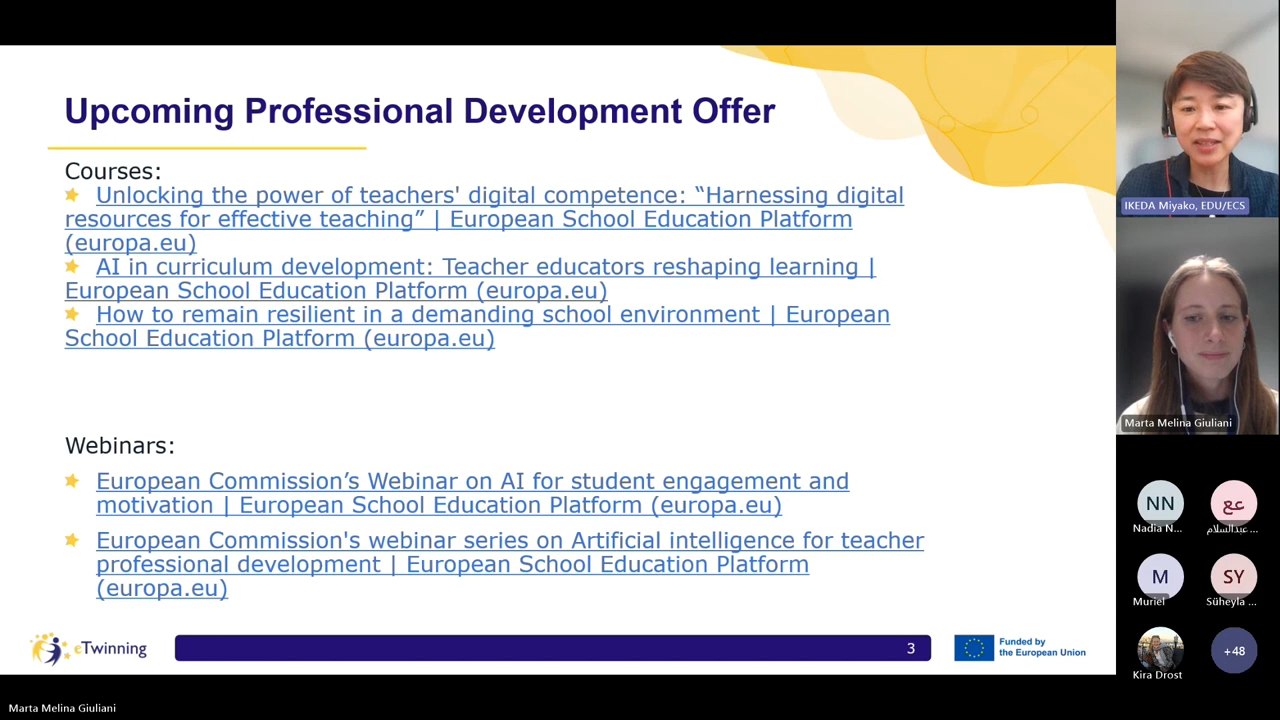 Upcoming Professional Development Offer
Courses:
Unlocking the power of teachers' digital competence: “Harnessing digital
resources for effective teaching” | European School Education Platform
(europa.eu)
AI in curriculum development: Teacher educators reshaping learning |
European School Education Platform (europa.eu)
How to remain resilient in a demanding school environment | European
School Education Platform (europa.eu)
Webinars:
European Commission’s Webinar on AI for student engagement and
motivation | European School Education Platform (europa.eu)
European Commission's webinar series on Artificial intelligence for teacher
professional development | European School Education Platform
(europa.eu)
eTwinning
3
Funded by
the European Union
IKEDA Miyako, EDU/ECS
Marta Melina Giuliani
NN
Nadia N...
عع
عبدالسلام ...
M
Muriel
SY
Süheyla ...
Kira Drost
+48
Marta Melina Giuliani